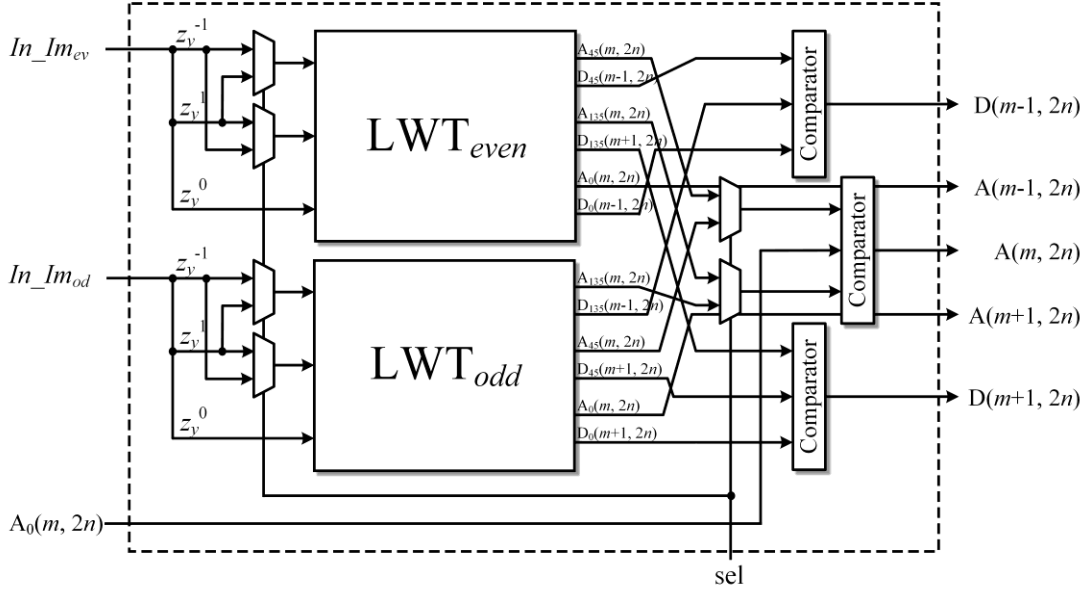 In_Im_ev
z_y^-1
z_y^1
z_y^0
LWT_even
A_45(m, 2n)
D_45(m-1, 2n)
A_135(m, 2n)
D_135(m+1, 2n)
A_0(m, 2n)
D_0(m-1, 2n)
Comparator
D(m-1, 2n)
A(m-1, 2n)
Comparator
A(m, 2n)
A(m+1, 2n)
In_Im_od
z_y^-1
z_y^1
z_y^0
LWT_odd
A_135(m, 2n)
D_135(m-1, 2n)
A_45(m, 2n)
D_45(m+1, 2n)
A_0(m, 2n)
D_0(m+1, 2n)
Comparator
D(m+1, 2n)
A_0(m, 2n)
sel